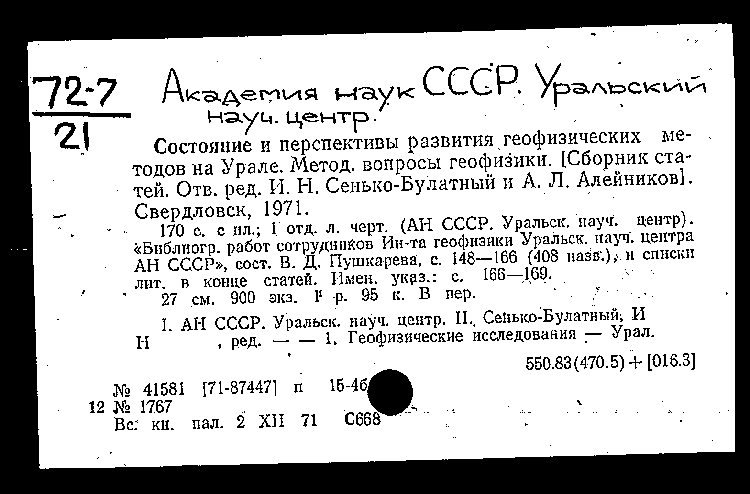 72-7
21
Академия наук СССР. Уральский
науч. центр.
Состояние и перспективы развития геофизических ме-
тодов на Урале. Метод. вопросы геофизики. [Сборник ста-
тей. Отв. ред. И. Н. Сенько-Булатный и А. Л. Алейников].
Свердловск, 1971.
170 с. с ил.; 1 отд. л. черт. (АН СССР. Уральск. науч. центр).
«Библиогр. работ сотрудников Ин-та геофизики Уральск. науч. центра
АН СССР», сост. В. Д. Пушкарева, с. 148—166 (408 назв.), и списки
лит. в конце статей. Имен. указ.: с. 166—169.
27 см. 900 экз. 1 р. 95 к. В пер.
I. АН СССР. Уральск. науч. центр. II. Сенько-Булатный, И
Н , ред. — — 1. Геофизические исследования — Урал.
550.83(470.5) + [016.3]
№ 41581 [71-87447] п 15-4б
12 № 1767
Вс. кн. пал. 2 XII 71 С668